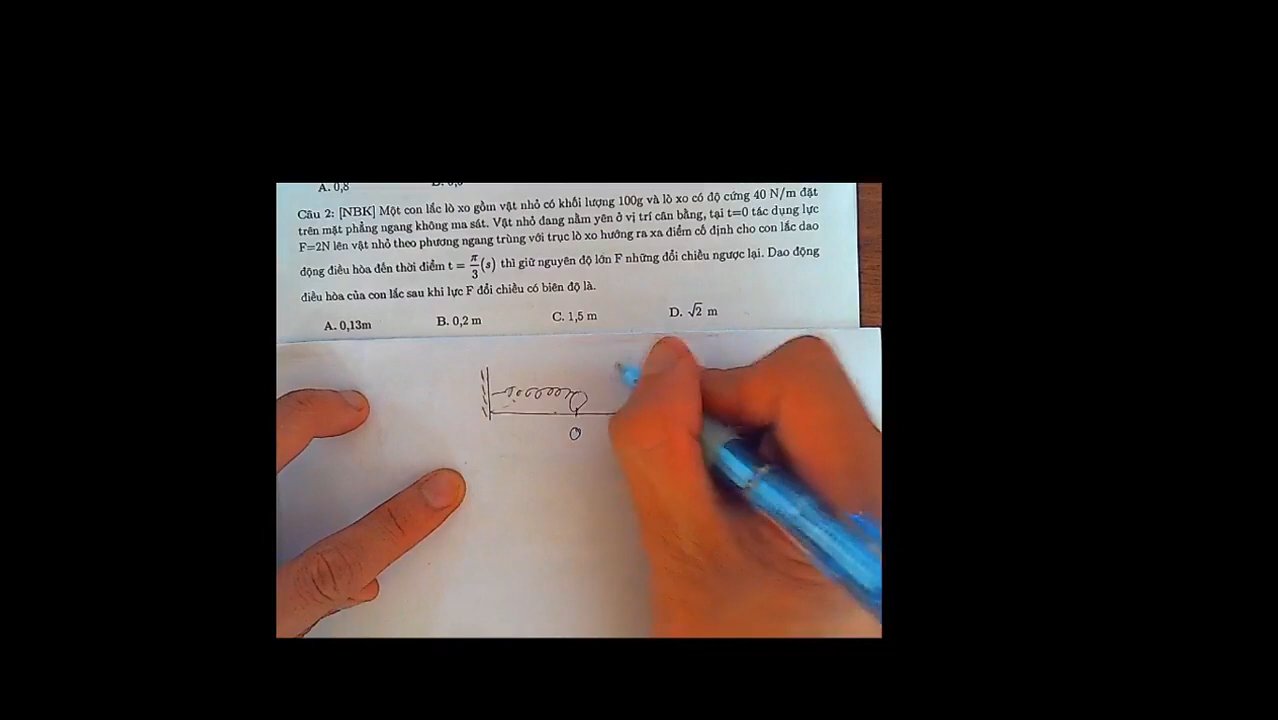 A. 0,8
Câu 2: [NBK] Một con lắc lò xo gồm vật nhỏ có khối lượng 100g và lò xo có độ cứng 40 N/m đặt
trên mặt phẳng ngang không ma sát. Vật nhỏ đang nằm yên ở vị trí cân bằng, tại t=0 tác dụng lực
F=2N lên vật nhỏ theo phương ngang trùng với trục lò xo hướng ra xa điểm cố định cho con lắc dao
động điều hòa đến thời điểm t = π/3 (s) thì giữ nguyên độ lớn F nhưng đổi chiều ngược lại. Dao động
điều hòa của con lắc sau khi lực F đổi chiều có biên độ là.
A. 0,13m B. 0,2 m C. 1,5 m D. √2 m
O